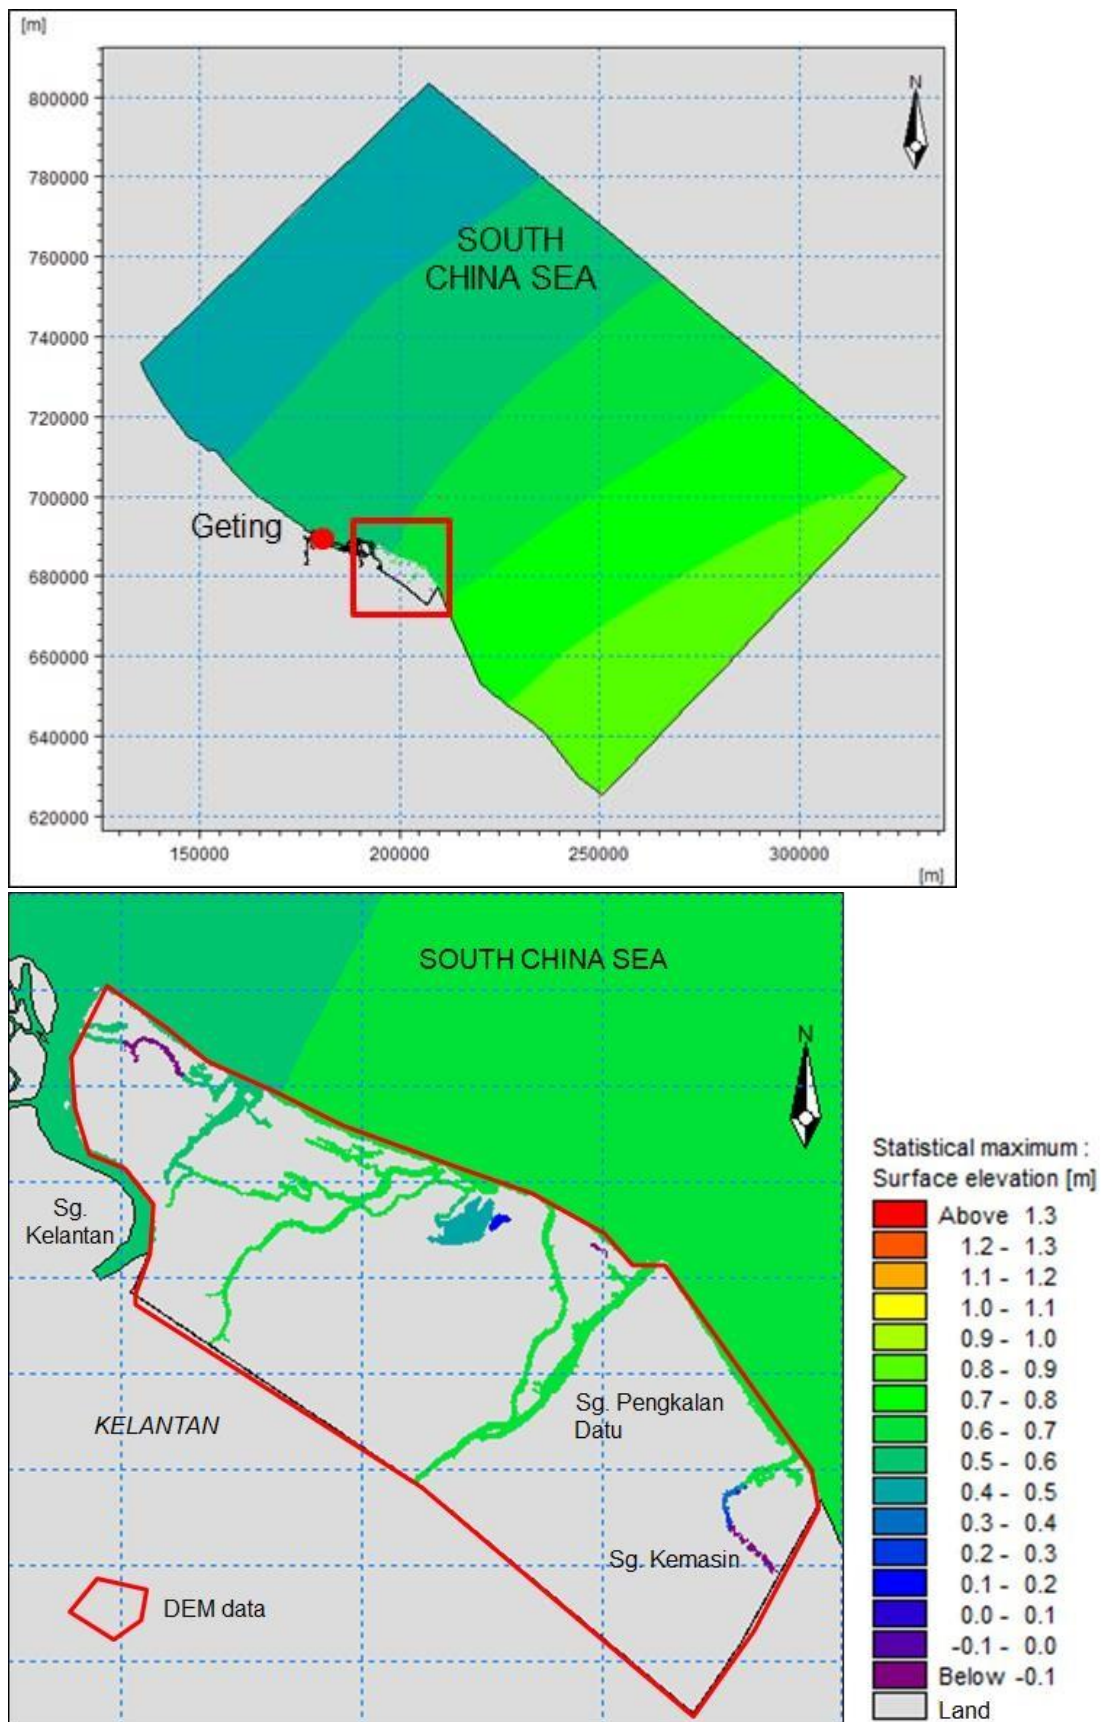 [m]
N
800000
780000
760000
740000
720000
700000
680000
660000
640000
620000
SOUTH
CHINA SEA
Geting
150000
200000
250000
300000
[m]
SOUTH CHINA SEA
N
Sg.
Kelantan
Sg. Pengkalan
Datu
KELANTAN
Sg. Kemasin
DEM data
Statistical maximum :
Surface elevation [m]
Above 1.3
1.2 - 1.3
1.1 - 1.2
1.0 - 1.1
0.9 - 1.0
0.8 - 0.9
0.7 - 0.8
0.6 - 0.7
0.5 - 0.6
0.4 - 0.5
0.3 - 0.4
0.2 - 0.3
0.1 - 0.2
0.0 - 0.1
-0.1 - 0.0
Below -0.1
Land